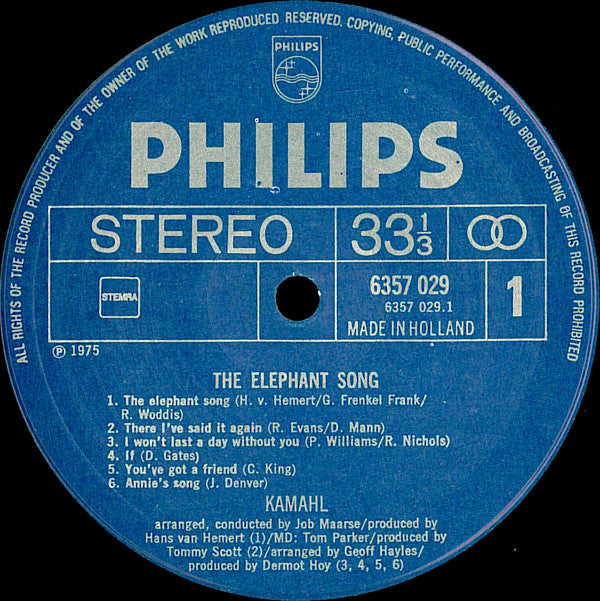 ALL RIGHTS OF THE RECORD PRODUCER AND OF THE OWNER OF THE WORK REPRODUCED RESERVED. COPYING, PUBLIC PERFORMANCE AND BROADCASTING OF THIS RECORD PROHIBITED
PHILIPS
PHILIPS
STEREO 33 1/3
STEMRA
6357 029
6357 029.1
MADE IN HOLLAND
1
℗ 1975
THE ELEPHANT SONG
1. The elephant song (H. v. Hemert/G. Frenkel Frank/
R. Woddis)
2. There I've said it again (R. Evans/D. Mann)
3. I won't last a day without you (P. Williams/R. Nichols)
4. If (D. Gates)
5. You've got a friend (C. King)
6. Annie's song (J. Denver)
KAMAHL
arranged, conducted by Job Maarse/produced by
Hans van Hemert (1)/MD: Tom Parker/produced by
Tommy Scott (2)/arranged by Geoff Hayles/
produced by Dermot Hoy (3, 4, 5, 6)